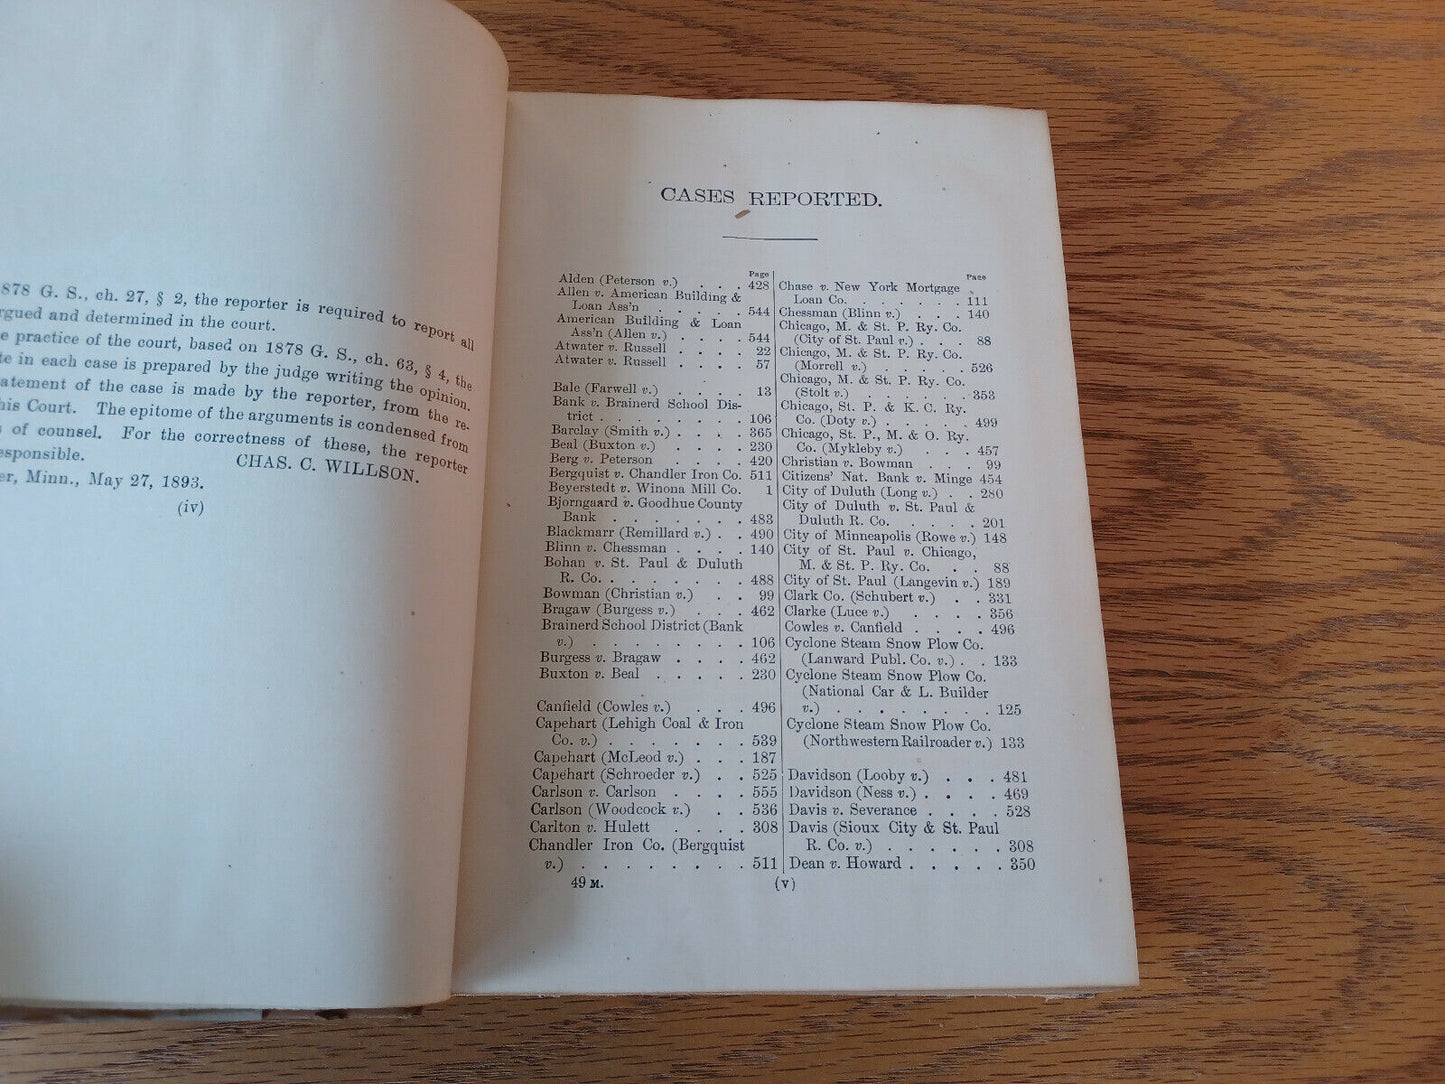 1878 G. S., ch. 27, § 2, the reporter is required to report all
argued and determined in the court.
practice of the court, based on 1878 G. S., ch. 63, § 4, the
in each case is prepared by the judge writing the opinion.
statement of the case is made by the reporter, from the re-
this Court. The epitome of the arguments is condensed from
of counsel. For the correctness of these, the reporter
responsible.
CHAS. C. WILLSON.
Minn., May 27, 1893.
(iv)
CASES REPORTED.
Page
Alden (Peterson v.) . . . 428
Allen v. American Building &
Loan Ass'n . . . . . 544
American Building & Loan
Ass'n (Allen v.) . . . . 544
Atwater v. Russell . . . . 22
Atwater v. Russell . . . . 57
Bale (Farwell v.) . . . . 13
Bank v. Brainerd School Dis-
trict . . . . . . . . 106
Barclay (Smith v.) . . . . 365
Beal (Buxton v.) . . . . 230
Berg v. Peterson . . . . 420
Bergquist v. Chandler Iron Co. 511
Beyerstedt v. Winona Mill Co. 1
Bjorngaard v. Goodhue County
Bank . . . . . . . 483
Blackmarr (Remillard v.) . . 490
Blinn v. Chessman . . . . 140
Bohan v. St. Paul & Duluth
R. Co. . . . . . . . 488
Bowman (Christian v.) . . 99
Bragaw (Burgess v.) . . . 462
Brainerd School District (Bank
v.) . . . . . . . . 106
Burgess v. Bragaw . . . . 462
Buxton v. Beal . . . . . 230
Canfield (Cowles v.) . . . 496
Capehart (Lehigh Coal & Iron
Co. v.) . . . . . . . 539
Capehart (McLeod v.) . . . 187
Capehart (Schroeder v.) . . 525
Carlson v. Carlson . . . . 555
Carlson (Woodcock v.) . . 536
Carlton v. Hulett . . . . 308
Chandler Iron Co. (Bergquist
v.) . . . . . . . . 511
49 M.
Page
Chase v. New York Mortgage
Loan Co. . . . . . . . 111
Chessman (Blinn v.) . . . 140
Chicago, M. & St. P. Ry. Co.
(City of St. Paul v.) . . . 88
Chicago, M. & St. P. Ry. Co.
(Morrell v.) . . . . . 526
Chicago, M. & St. P. Ry. Co.
(Stolt v.) . . . . . . 353
Chicago, St. P. & K. C. Ry.
Co. (Doty v.) . . . . . 499
Chicago, St. P., M. & O. Ry.
Co. (Mykleby v.) . . . 457
Christian v. Bowman . . . 99
Citizens' Nat. Bank v. Minge 454
City of Duluth (Long v.) . . 280
City of Duluth v. St. Paul &
Duluth R. Co. . . . . 201
City of Minneapolis (Rowe v.) 148
City of St. Paul v. Chicago,
M. & St. P. Ry. Co. . . 88
City of St. Paul (Langevin v.) 189
Clark Co. (Schubert v.) . . 331
Clarke (Luce v.) . . . . 356
Cowles v. Canfield . . . . 496
Cyclone Steam Snow Plow Co.
(Lanward Publ. Co. v.) . . 133
Cyclone Steam Snow Plow Co.
(National Car & L. Builder
v.) . . . . . . . . 125
Cyclone Steam Snow Plow Co.
(Northwestern Railroader v.) 133
Davidson (Looby v.) . . . 481
Davidson (Ness v.) . . . . 469
Davis v. Severance . . . . 528
Davis (Sioux City & St. Paul
R. Co. v.) . . . . . . 308
Dean v. Howard . . . . . 350
(v)